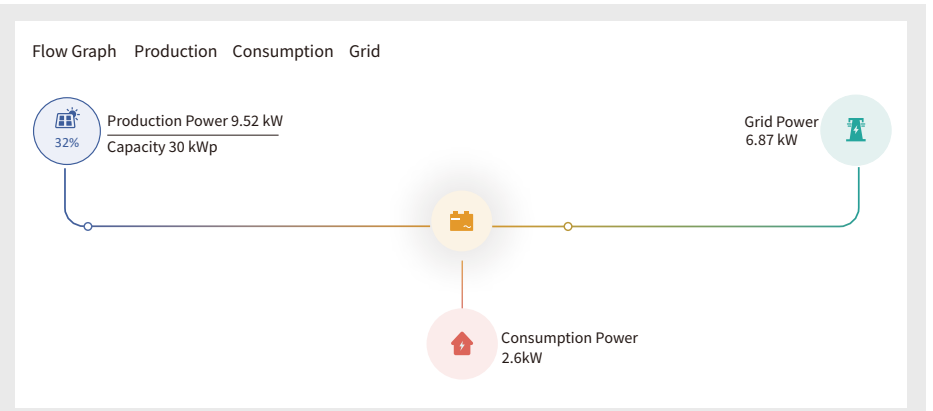 Flow Graph Production Consumption Grid
Production Power 9.52 kW
Capacity 30 kWp
32%
Grid Power
6.87 kW
Consumption Power
2.6kW